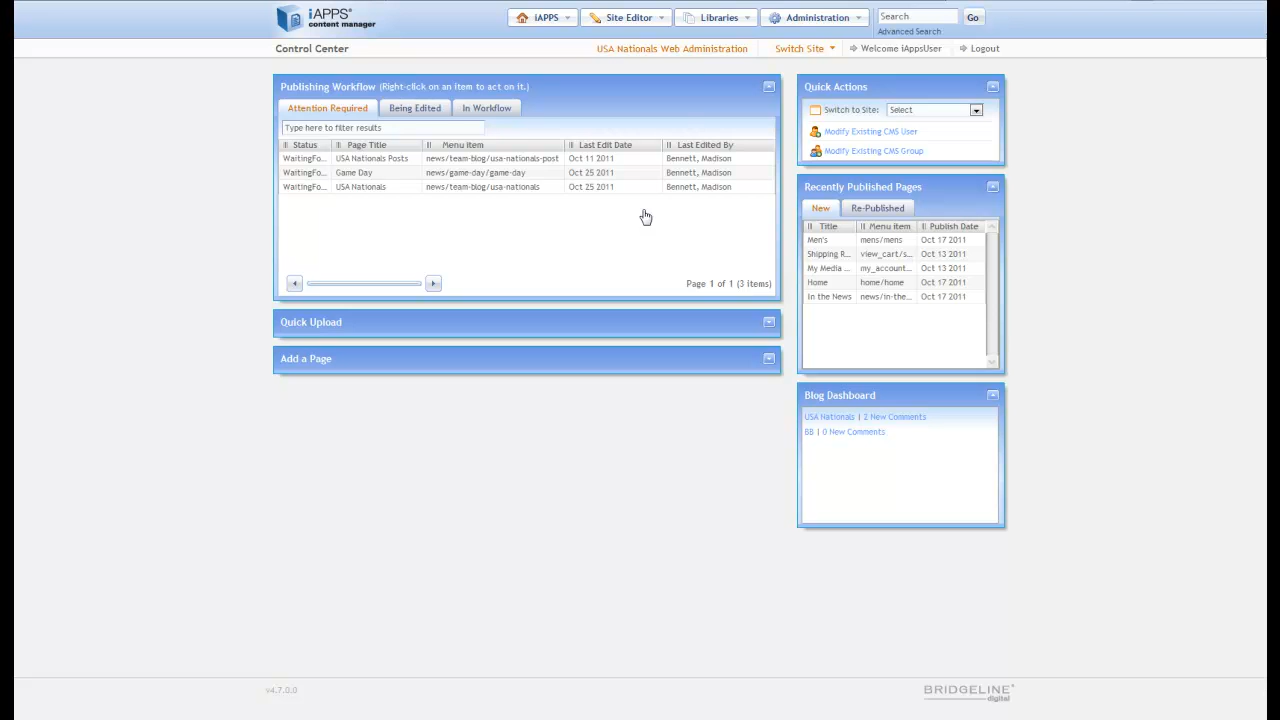 iAPPS
content manager
iAPPS
Site Editor
Libraries
Administration
Search
Go
Advanced Search
Control Center
USA Nationals Web Administration
Switch Site
Welcome iAppsUser
Logout
Publishing Workflow (Right-click on an item to act on it.)
Attention Required
Being Edited
In Workflow
Type here to filter results
Status Page Title Menu Item Last Edit Date Last Edited By
WaitingFo... USA Nationals Posts news/team-blog/usa-nationals-post Oct 11 2011 Bennett, Madison
WaitingFo... Game Day news/game-day/game-day Oct 25 2011 Bennett, Madison
WaitingFo... USA Nationals news/team-blog/usa-nationals Oct 25 2011 Bennett, Madison
Page 1 of 1 (3 items)
Quick Upload
Add a Page
Quick Actions
Switch to Site: Select
Modify Existing CMS User
Modify Existing CMS Group
Recently Published Pages
New
Re-Published
Title Menu Item Publish Date
Men's mens/mens Oct 17 2011
Shipping R... view_cart/s... Oct 13 2011
My Media ... my_account... Oct 13 2011
Home home/home Oct 17 2011
In the News news/in-the... Oct 17 2011
Blog Dashboard
USA Nationals | 2 New Comments
BB | 0 New Comments
v4.7.0.0
BRIDGELINE
digital